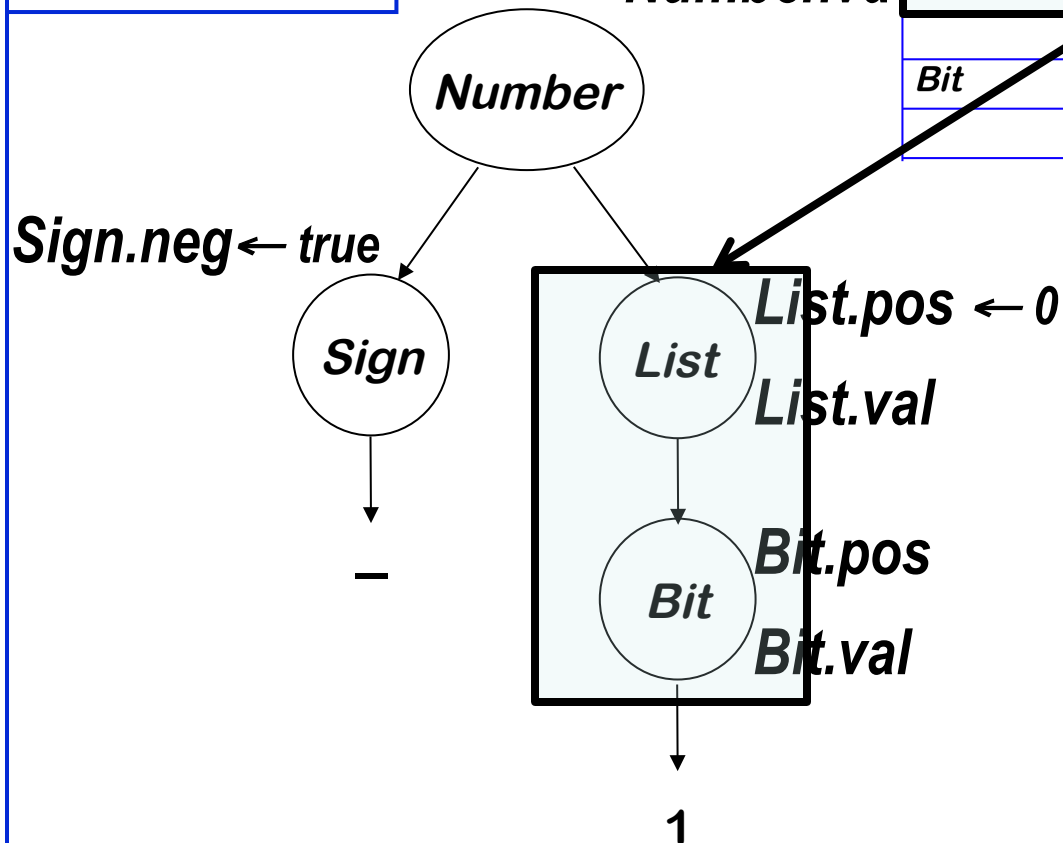 Bit
Number
Sign.neg← true
List.pos ← 0
Sign
List
List.val
Bit.pos
Bit
Bit.val
–
1